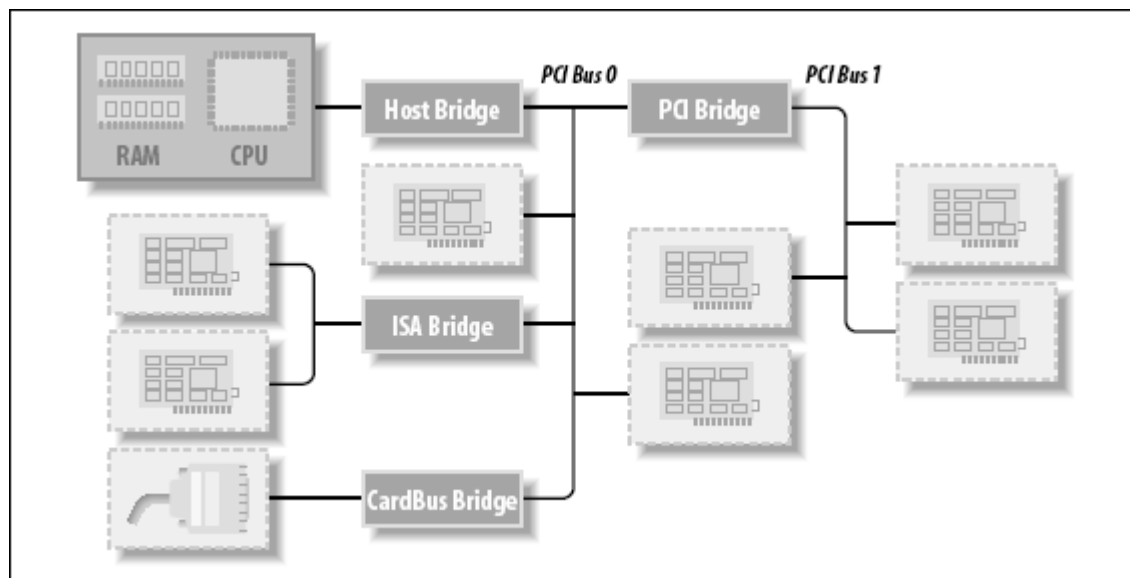 PCI Bus 0
PCI Bus 1
Host Bridge
PCI Bridge
RAM
CPU
ISA Bridge
CardBus Bridge